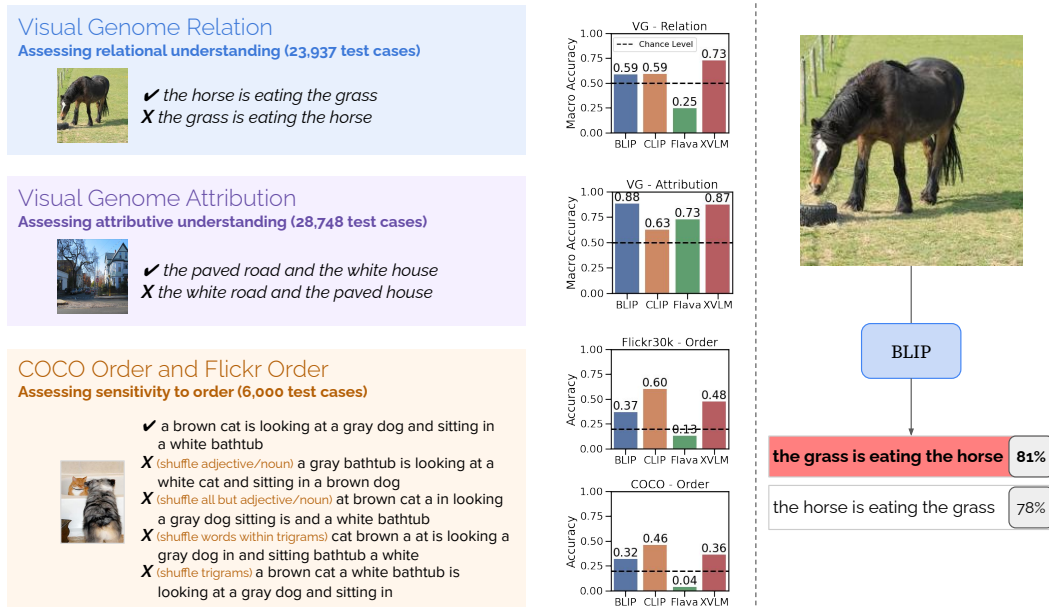 Visual Genome Relation
Assessing relational understanding (23,937 test cases)
✔ the horse is eating the grass
X the grass is eating the horse
Visual Genome Attribution
Assessing attributive understanding (28,748 test cases)
✔ the paved road and the white house
X the white road and the paved house
COCO Order and Flickr Order
Assessing sensitivity to order (6,000 test cases)
✔ a brown cat is looking at a gray dog and sitting in
a white bathtub
X (shuffle adjective/noun) a gray bathtub is looking at a
white cat and sitting in a brown dog
X (shuffle all but adjective/noun) at brown cat a in looking
a gray dog sitting is and a white bathtub
X (shuffle words within trigrams) cat brown a at is looking a
gray dog in and sitting bathtub a white
X (shuffle trigrams) a brown cat a white bathtub is
looking at a gray dog and sitting in
VG - Relation
Macro Accuracy
1.00
0.75
0.50
0.25
0.00
Chance Level
0.59
0.59
0.25
0.73
BLIP CLIP Flava XVLM
VG - Attribution
Macro Accuracy
1.00
0.75
0.50
0.25
0.00
0.88
0.63
0.73
0.87
BLIP CLIP Flava XVLM
Flickr30k - Order
Accuracy
1.00
0.75
0.50
0.25
0.00
0.37
0.60
0.13
0.48
BLIP CLIP Flava XVLM
COCO - Order
Accuracy
1.00
0.75
0.50
0.25
0.00
0.32
0.46
0.04
0.36
BLIP CLIP Flava XVLM
BLIP
the grass is eating the horse 81%
the horse is eating the grass 78%